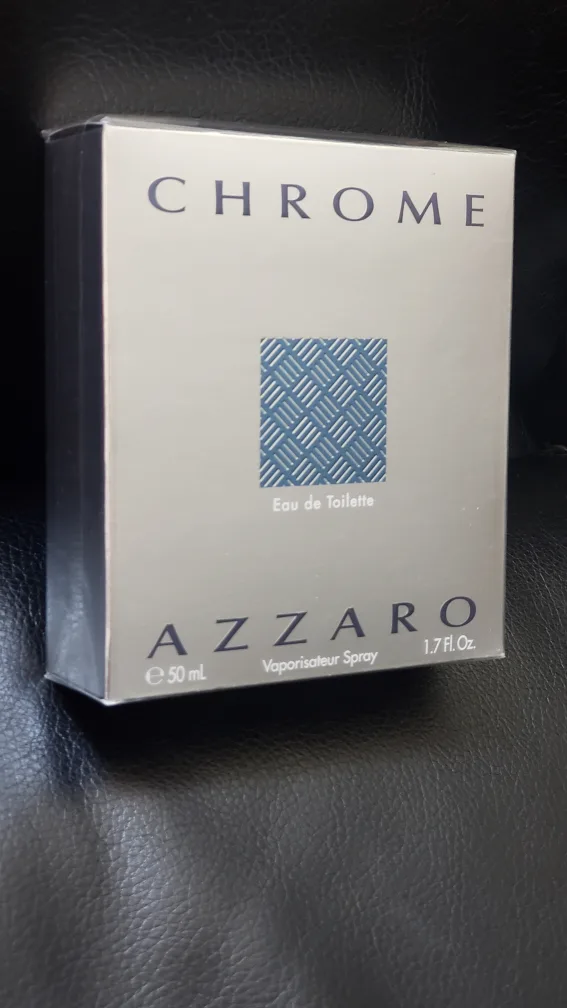 CHROME
Eau de Toilette
AZZARO
℮ 50 mL Vaporisateur Spray 1.7 Fl. Oz.